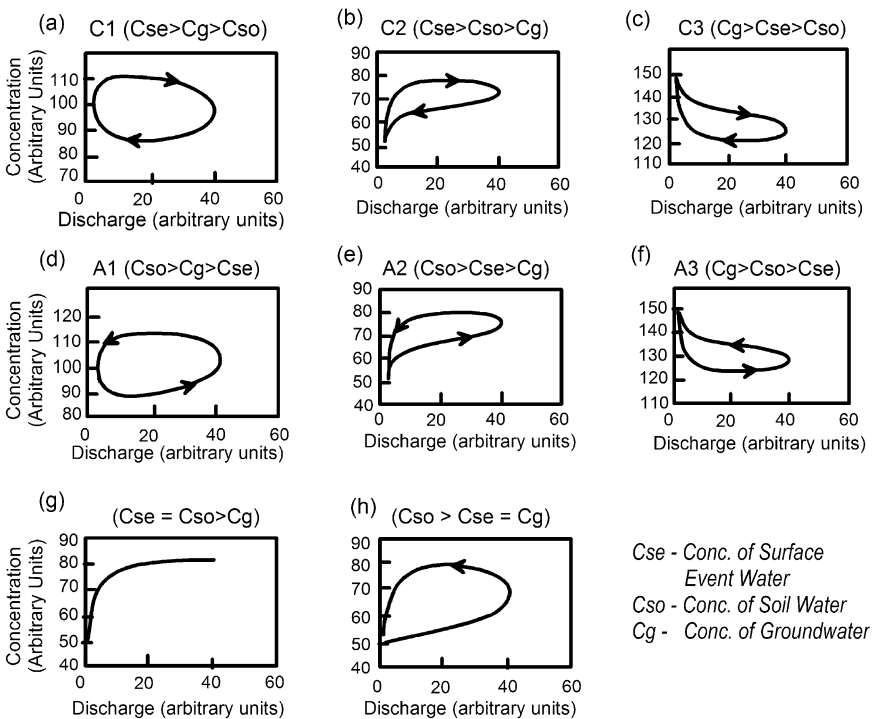 (a)
C1 (Cse>Cg>Cso)
Concentration
(Arbitrary Units)
110
100
90
80
70
0 20 40 60
Discharge (arbitrary units)
(b)
C2 (Cse>Cso>Cg)
90
80
70
60
50
40
0 20 40 60
Discharge (arbitrary units)
(c)
C3 (Cg>Cse>Cso)
150
140
130
120
110
0 20 40 60
Discharge (arbitrary units)
(d)
A1 (Cso>Cg>Cse)
Concentration
(Arbitrary Units)
120
110
100
90
80
0 20 40 60
Discharge (arbitrary units)
(e)
A2 (Cso>Cse>Cg)
90
80
70
60
50
40
0 20 40 60
Discharge (arbitrary units)
(f)
A3 (Cg>Cso>Cse)
150
140
130
120
110
0 20 40 60
Discharge (arbitrary units)
(g)
(Cse = Cso>Cg)
Concentration
(Arbitrary Units)
90
80
70
60
50
40
0 20 40 60
Discharge (arbitrary units)
(h)
(Cso > Cse = Cg)
90
80
70
60
50
40
0 20 40 60
Discharge (arbitrary units)
Cse - Conc. of Surface
Event Water
Cso - Conc. of Soil Water
Cg - Conc. of Groundwater